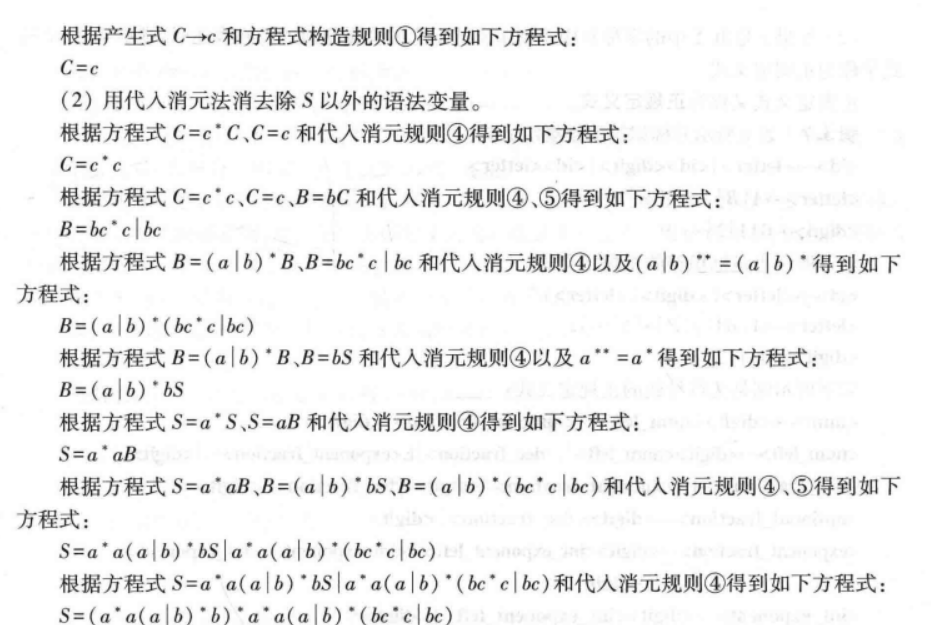 根据产生式 C→c 和方程式构造规则①得到如下方程式：
C=c
（2）用代入消元法消去除 S 以外的语法变量。
根据方程式 C=c*C、C=c 和代人消元规则④得到如下方程式：
C=c*c
根据方程式 C=c*c、C=c、B=bC 和代人消元规则④、⑤得到如下方程式：
B=bc*c|bc
根据方程式 B=(a|b)*B、B=bc*c|bc 和代人消元规则④以及(a|b)**=(a|b)*得到如下
方程式：
B=(a|b)*(bc*c|bc)
根据方程式 B=(a|b)*B、B=bS 和代人消元规则④以及 a**=a*得到如下方程式：
B=(a|b)*bS
根据方程式 S=a*S、S=aB 和代人消元规则④得到如下方程式：
S=a*aB
根据方程式 S=a*aB、B=(a|b)*bS、B=(a|b)*(bc*c|bc)和代人消元规则④、⑤得到如下
方程式：
S=a*a(a|b)*bS|a*a(a|b)*(bc*c|bc)
根据方程式 S=a*a(a|b)*bS|a*a(a|b)*(bc*c|bc)和代人消元规则④得到如下方程式：
S=(a*a(a|b)*b)*a*a(a|b)*(bc*c|bc)